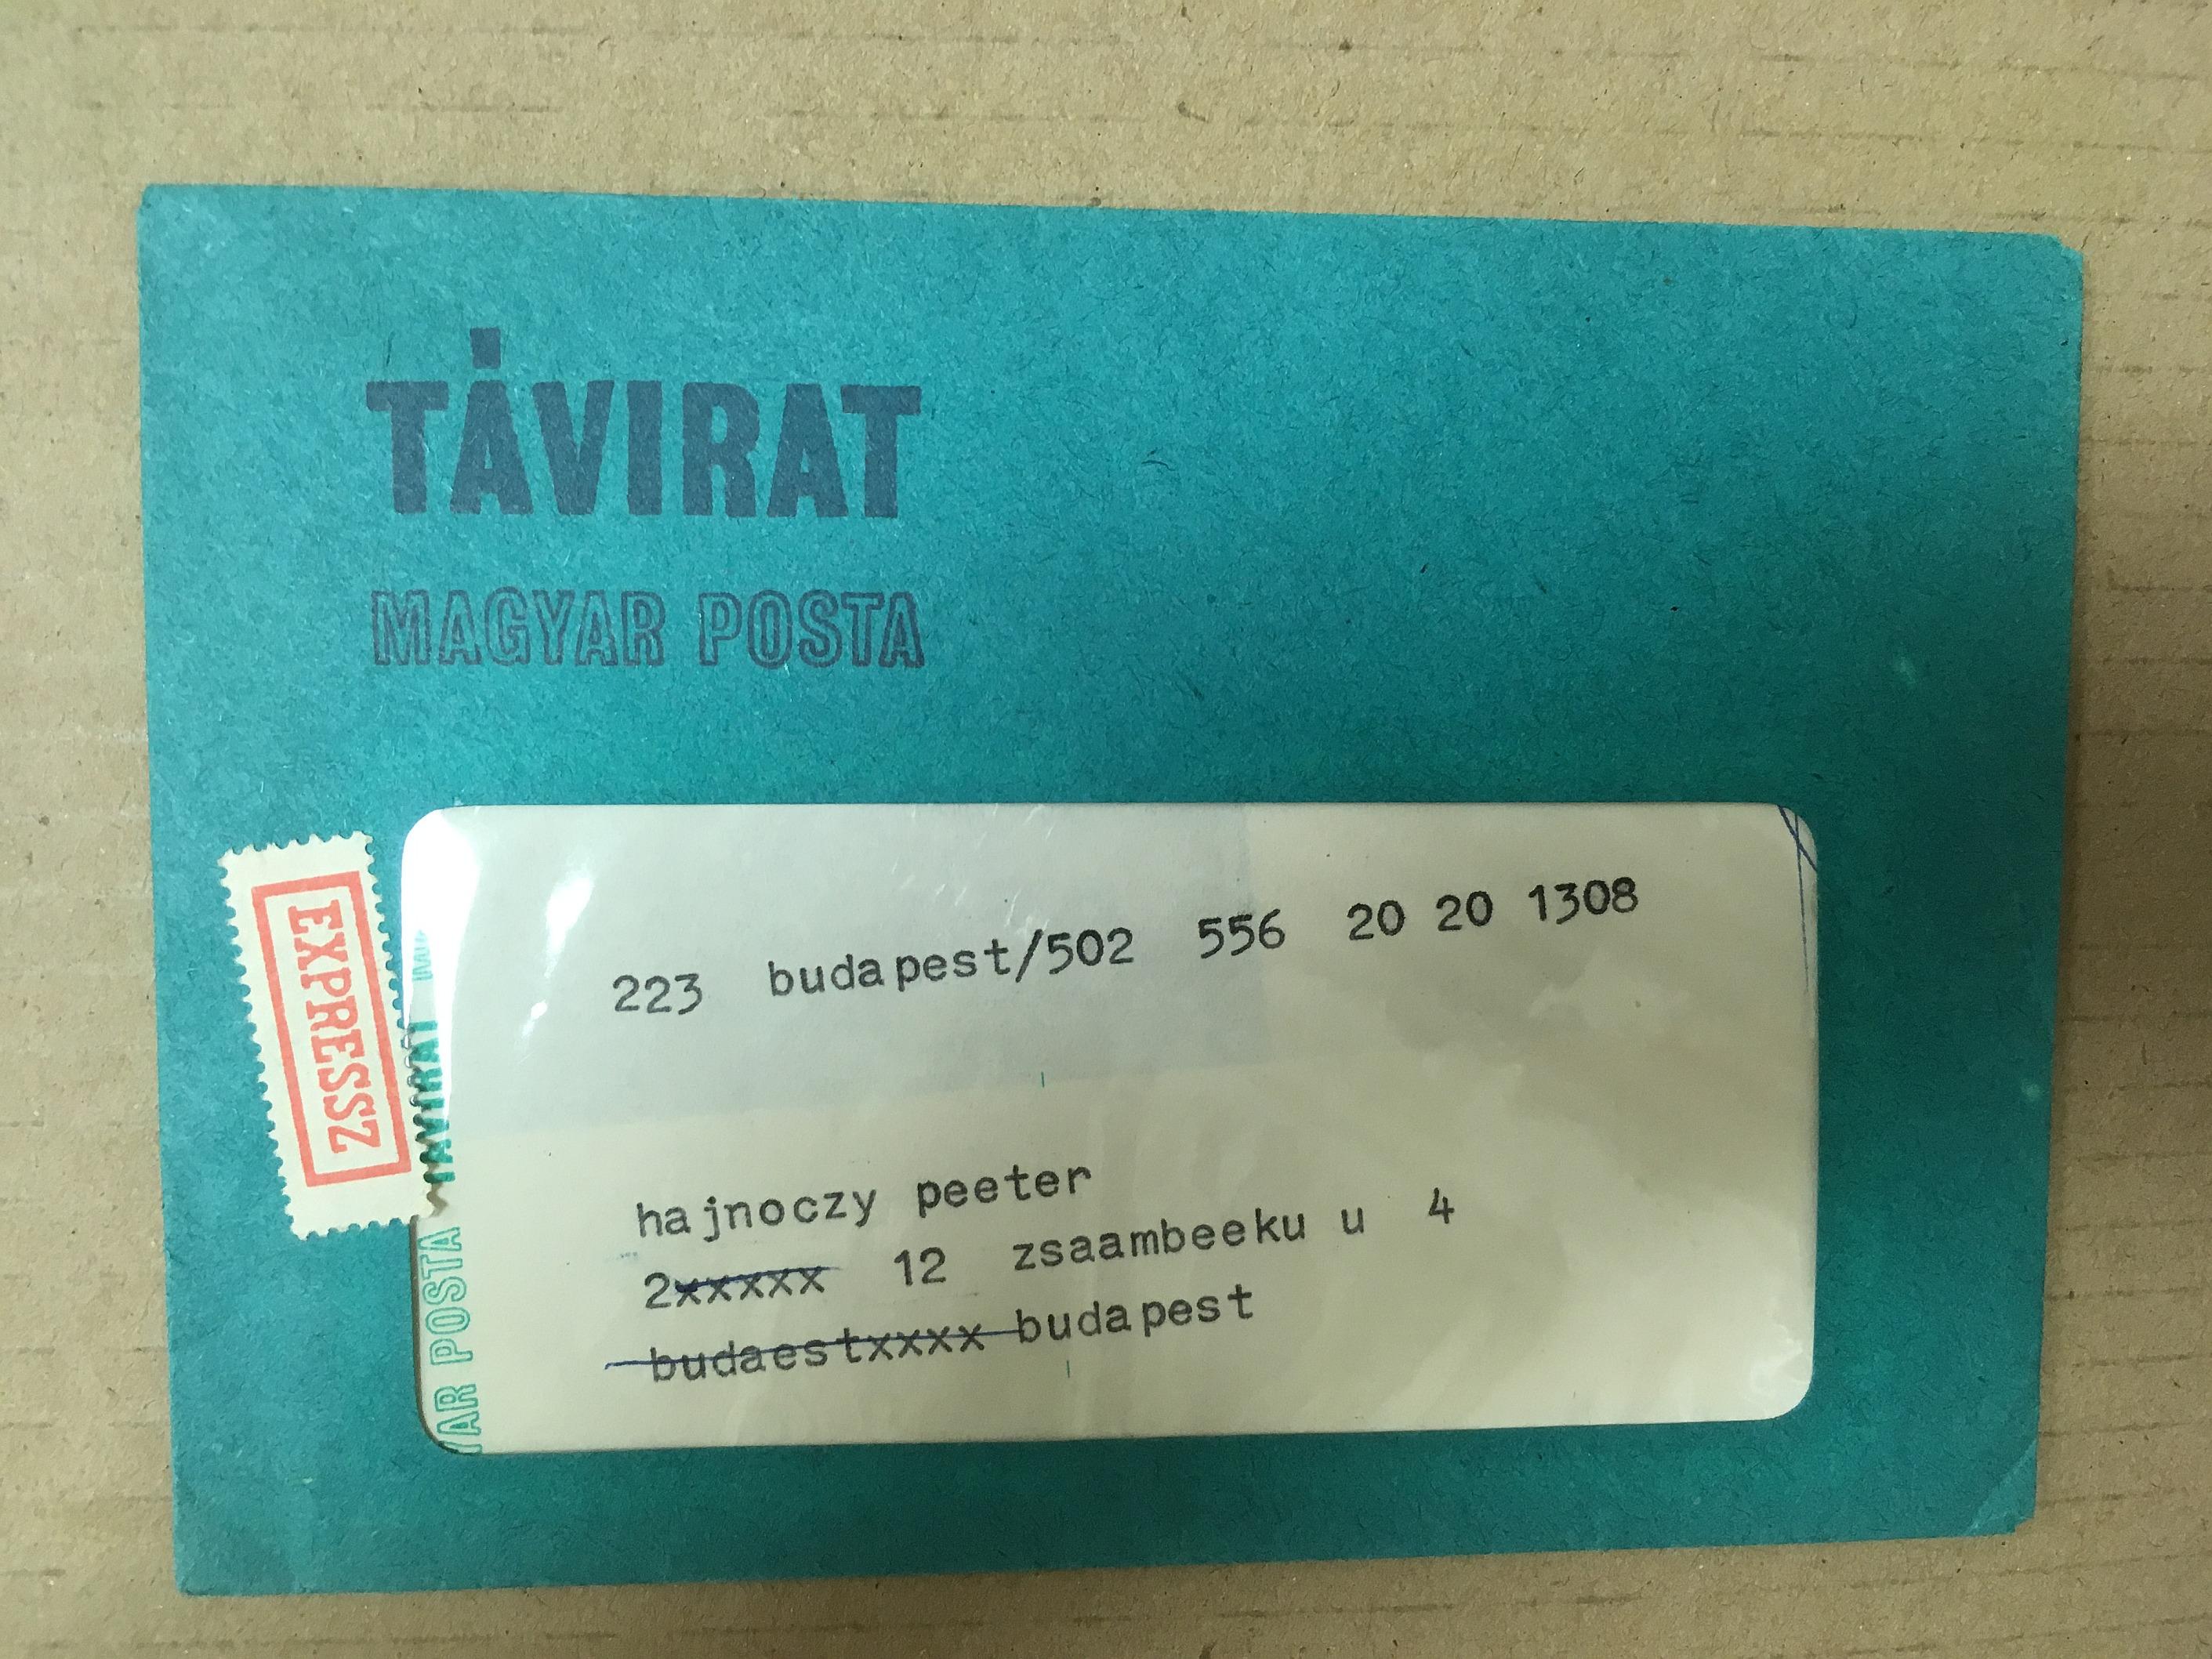 TÁVIRAT
MAGYAR POSTA
EXPRESSZ
TÁVIRAT
YAR POSTA
223 budapest/502 556 20 20 1308
hajnoczy peeter
2xxxxx 12 zsaambeeku u 4
budaestxxxx budapest